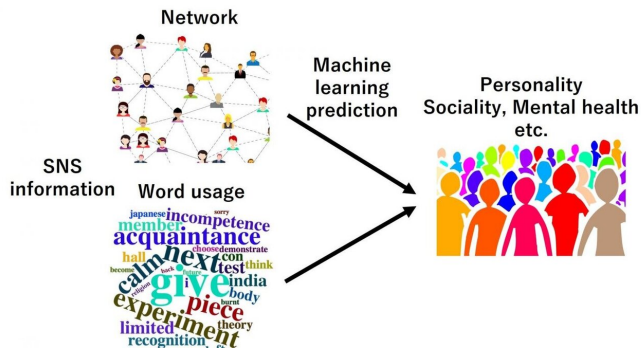 Network
Machine
learning
prediction
Personality
Sociality, Mental health
etc.
SNS
information
Word usage
japanese incompetence sorry
member
acquaintance
choose demonstrate
hall next con
calm test think
become back future
religion give i india
body
burnt
piece
experiment
limited theory
recognition